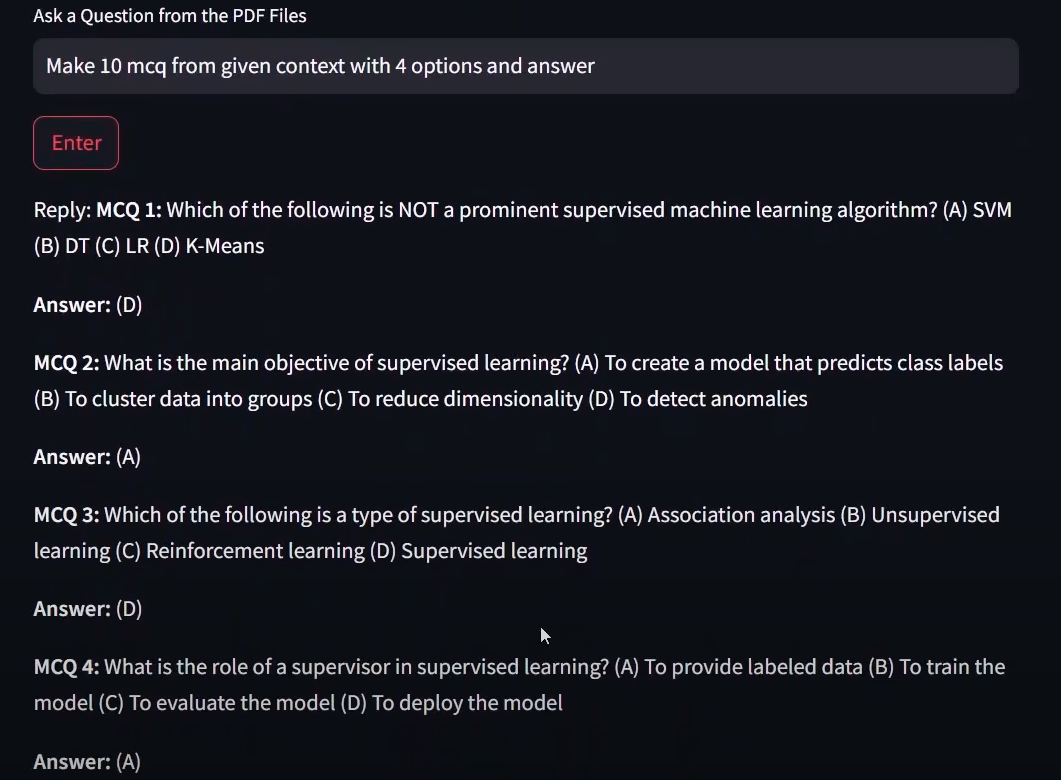 Ask a Question from the PDF Files
Make 10 mcq from given context with 4 options and answer
Enter
Reply: MCQ 1: Which of the following is NOT a prominent supervised machine learning algorithm? (A) SVM
(B) DT (C) LR (D) K-Means
Answer: (D)
MCQ 2: What is the main objective of supervised learning? (A) To create a model that predicts class labels
(B) To cluster data into groups (C) To reduce dimensionality (D) To detect anomalies
Answer: (A)
MCQ 3: Which of the following is a type of supervised learning? (A) Association analysis (B) Unsupervised
learning (C) Reinforcement learning (D) Supervised learning
Answer: (D)
MCQ 4: What is the role of a supervisor in supervised learning? (A) To provide labeled data (B) To train the
model (C) To evaluate the model (D) To deploy the model
Answer: (A)